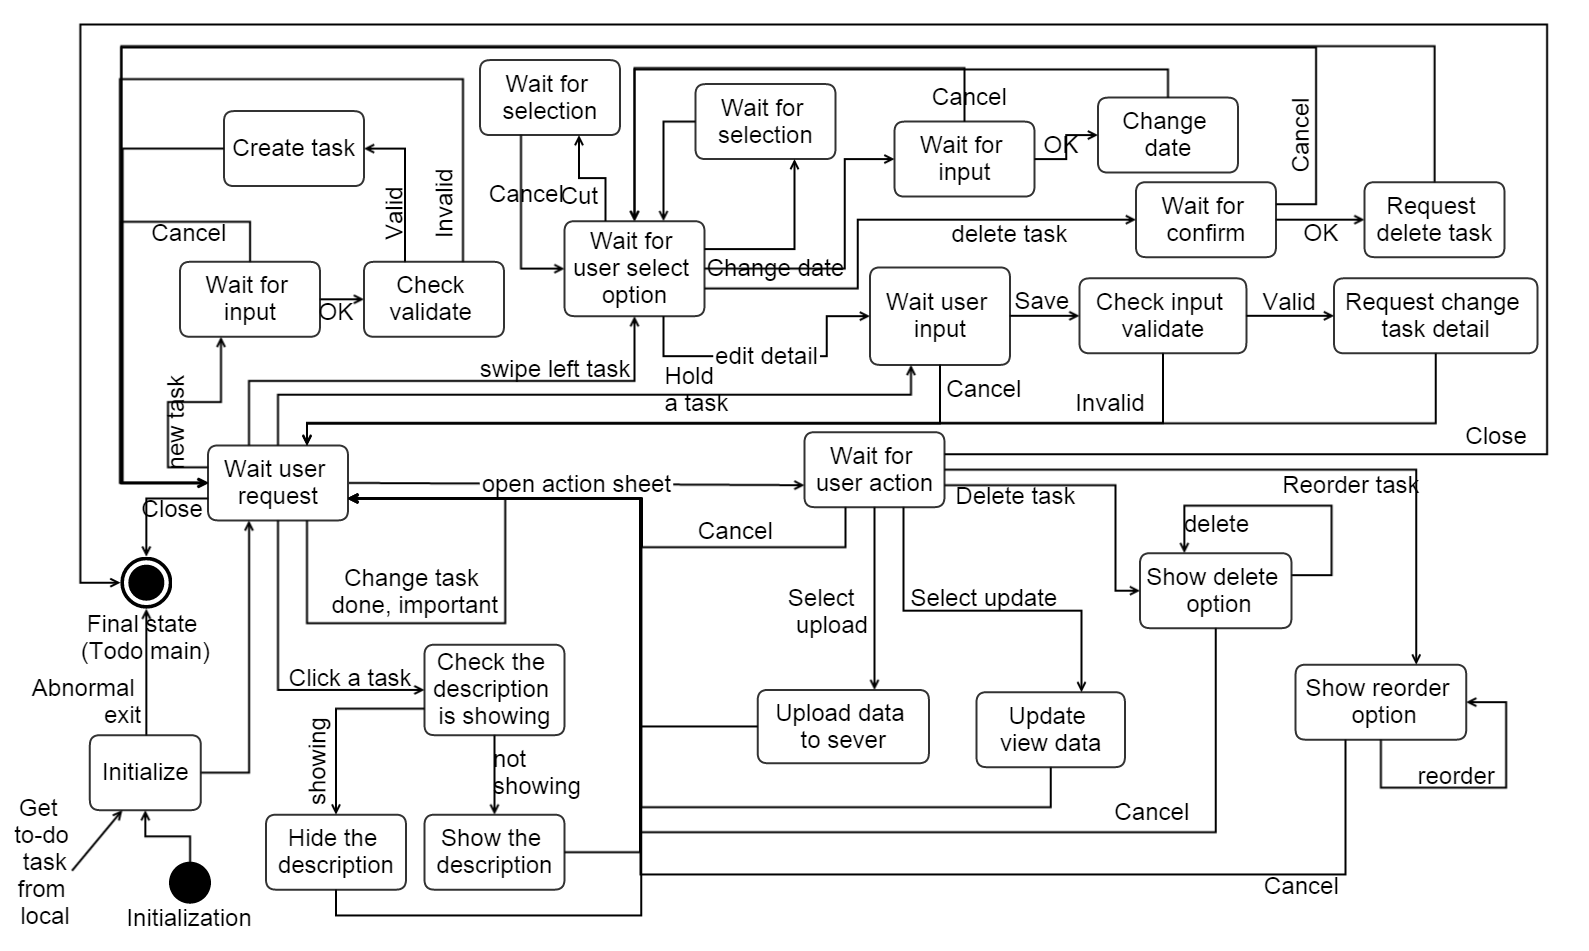 Wait for
selection
Wait for
selection
Cancel
Change
date
Create task
Wait for
input
OK
Cancel
Valid
Invalid
Cancel
Cut
Wait for
confirm
Request
delete task
OK
delete task
Cancel
Wait for
user select
option
Change date
Wait for
input
OK
Check
validate
Wait user
input
Save
Check input
validate
Valid
Request change
task detail
edit detail
swipe left task
Hold
a task
Cancel
Invalid
new task
Close
Wait user
request
open action sheet
Wait for
user action
Reorder task
Delete task
Close
Cancel
delete
Change task
done, important
Select
upload
Select update
Show delete
option
Final state
(Todo main)
Abnormal
exit
Click a task
Check the
description
is showing
Show reorder
option
Upload data
to sever
Update
view data
showing
not
showing
reorder
Initialize
Get
to-do
task
from
local
Cancel
Hide the
description
Show the
description
Cancel
Initialization